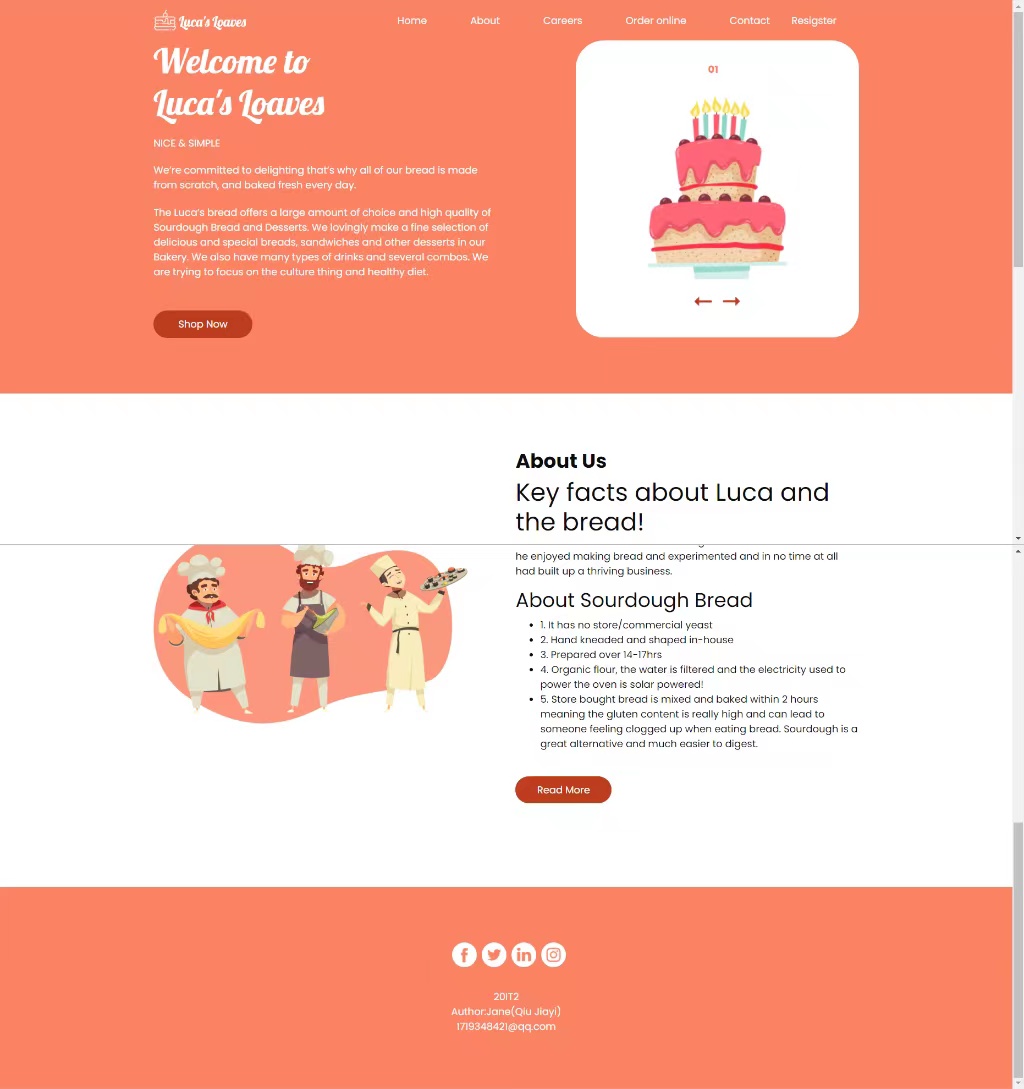 Luca's Loaves
Home
About
Careers
Order online
Contact
Resigster
Welcome to
Luca's Loaves
NICE & SIMPLE
We're committed to delighting that's why all of our bread is made
from scratch, and baked fresh every day.
The Luca's bread offers a large amount of choice and high quality of
Sourdough Bread and Desserts. We lovingly make a fine selection of
delicious and special breads, sandwiches and other desserts in our
Bakery. We also have many types of drinks and several combos. We
are trying to focus on the culture thing and healthy diet.
Shop Now
01
About Us
Key facts about Luca and
the bread!
he enjoyed making bread and experimented and in no time at all
had built up a thriving business.
About Sourdough Bread
1. It has no store/commercial yeast
2. Hand kneaded and shaped in-house
3. Prepared over 14-17hrs
4. Organic flour, the water is filtered and the electricity used to
power the oven is solar powered!
5. Store bought bread is mixed and baked within 2 hours
meaning the gluten content is really high and can lead to
someone feeling clogged up when eating bread. Sourdough is a
great alternative and much easier to digest.
Read More
20IT2
Author:Jane(Qiu Jiayi)
1719348421@qq.com